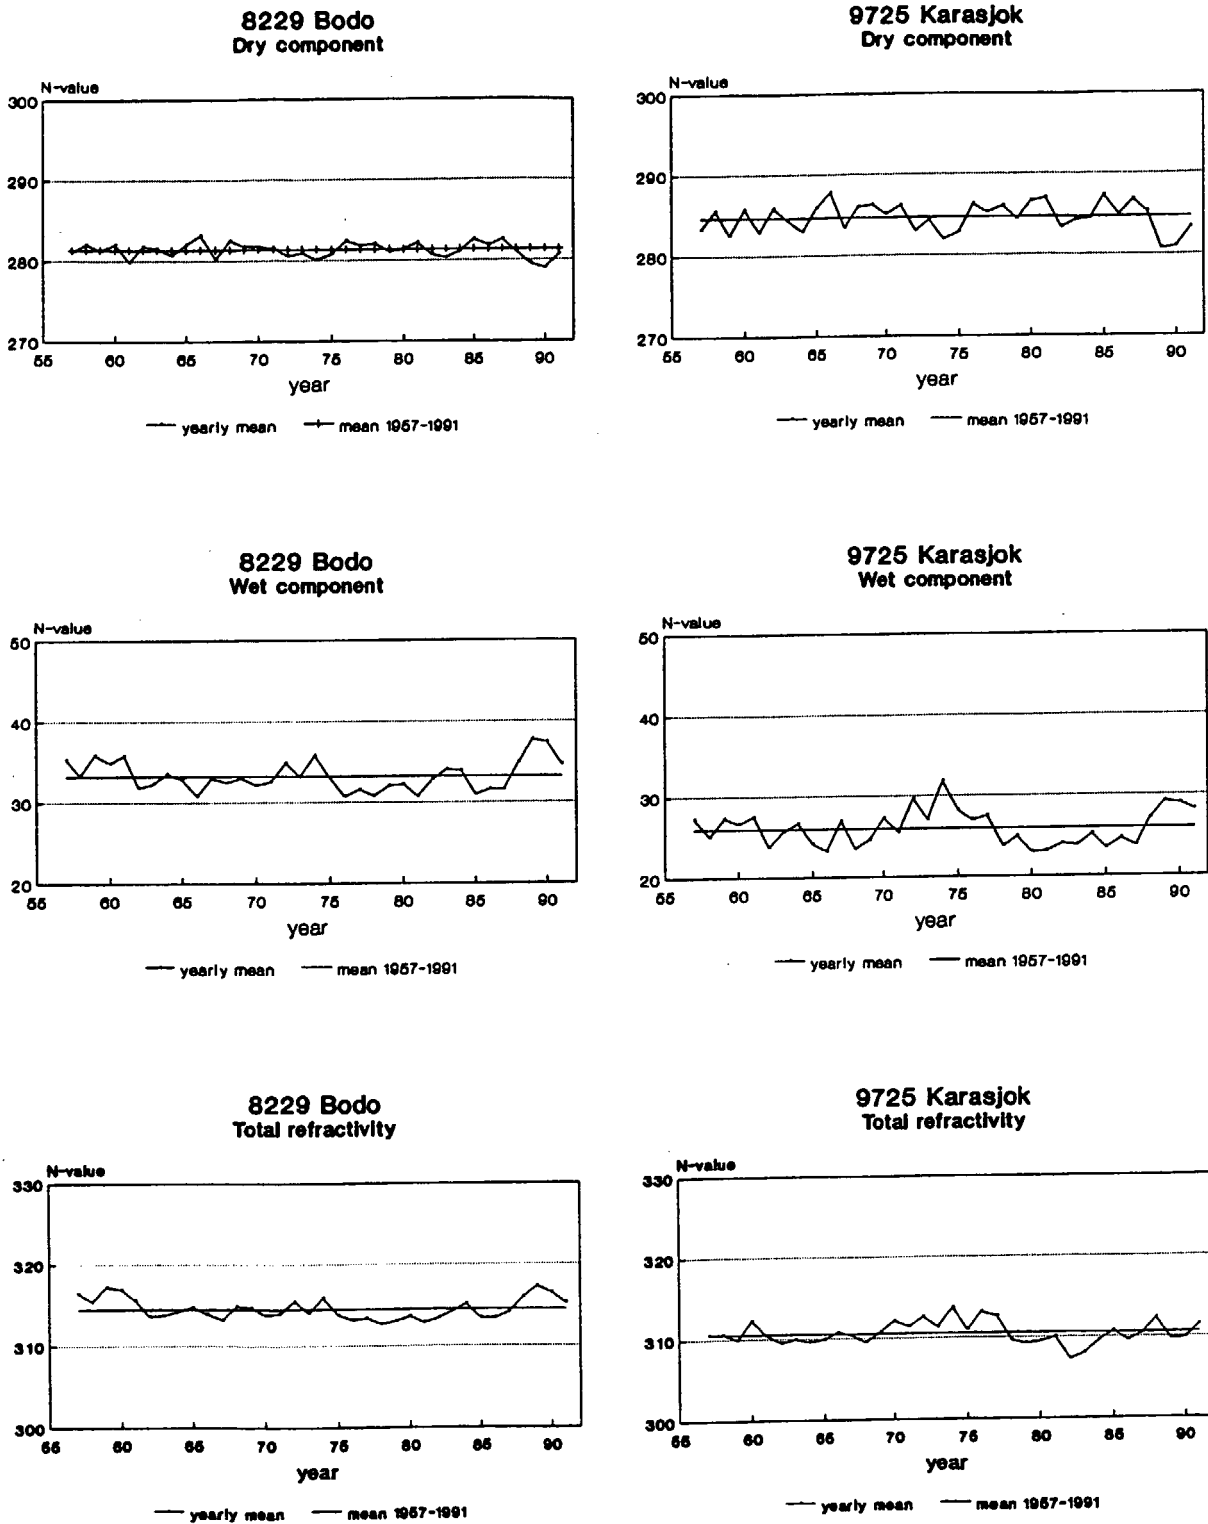 8229 Bodo
Dry component
N-value
300
290
280
270
55 60 65 70 75 80 85 90
year
yearly mean mean 1957-1991
9725 Karasjok
Dry component
N-value
300
290
280
270
55 60 65 70 75 80 85 90
year
yearly mean mean 1957-1991
8229 Bodo
Wet component
N-value
50
40
30
20
55 60 65 70 75 80 85 90
year
yearly mean mean 1957-1991
9725 Karasjok
Wet component
N-value
50
40
30
20
55 60 65 70 75 80 85 90
year
yearly mean mean 1957-1991
8229 Bodo
Total refractivity
N-value
330
320
310
300
55 60 65 70 75 80 85 90
year
yearly mean mean 1957-1991
9725 Karasjok
Total refractivity
N-value
330
320
310
300
55 60 65 70 75 80 85 90
year
yearly mean mean 1957-1991